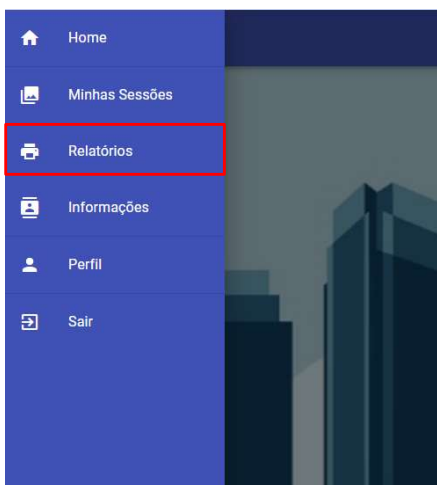 Home
Minhas Sessões
Relatórios
Informações
Perfil
Sair